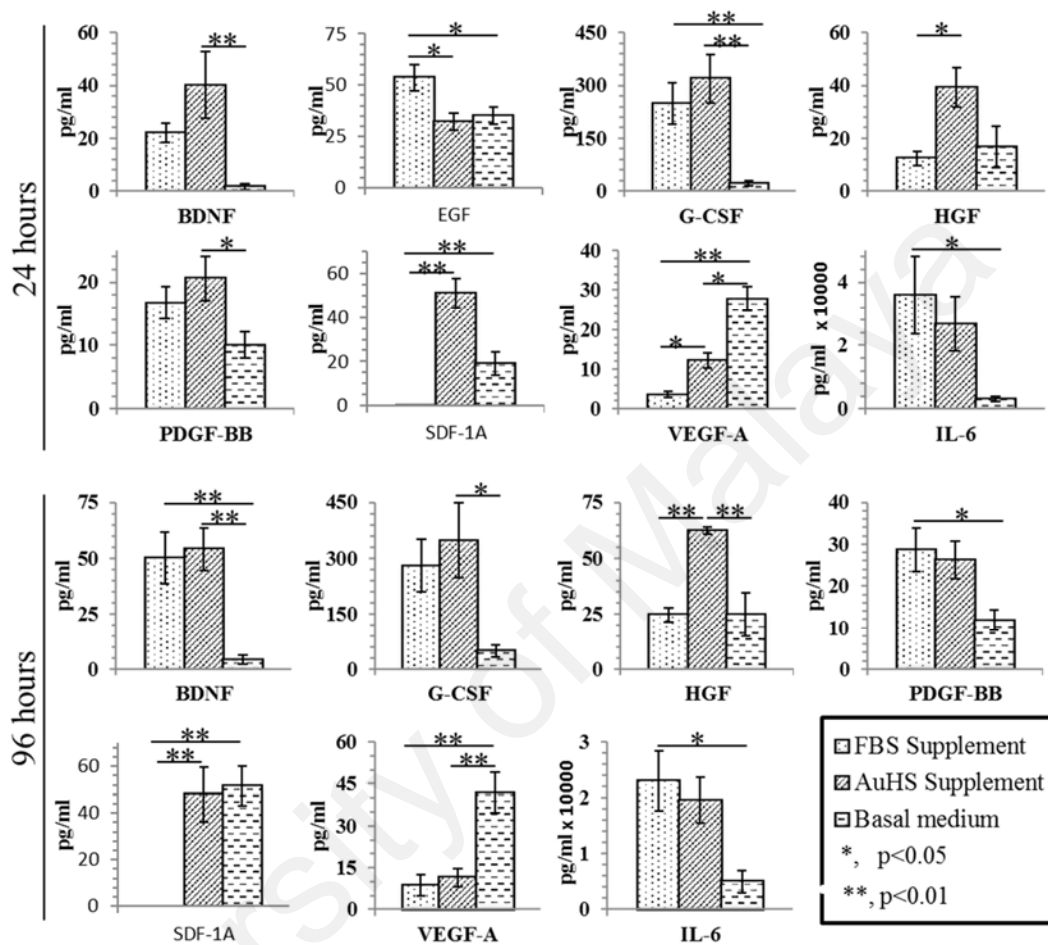 24 hours
60
40
20
0
pg/ml
**
BDNF
75
50
25
0
pg/ml
*
*
EGF
450
300
150
0
pg/ml
**
**
G-CSF
60
40
20
0
pg/ml
*
HGF
20
10
0
pg/ml
*
PDGF-BB
60
40
20
0
pg/ml
**
**
SDF-1A
40
30
20
10
0
pg/ml
**
*
*
VEGF-A
4
2
0
pg/ml x 10000
*
IL-6
96 hours
75
50
25
0
pg/ml
**
**
BDNF
450
300
150
0
pg/ml
*
G-CSF
75
50
25
0
pg/ml
** **
HGF
40
30
20
10
0
pg/ml
*
PDGF-BB
60
40
20
0
pg/ml
**
**
SDF-1A
60
45
30
15
0
pg/ml
**
**
VEGF-A
3
2
1
0
pg/ml x 10000
*
IL-6
FBS Supplement
AuHS Supplement
Basal medium
*, p<0.05
**, p<0.01
ersity of Malaya